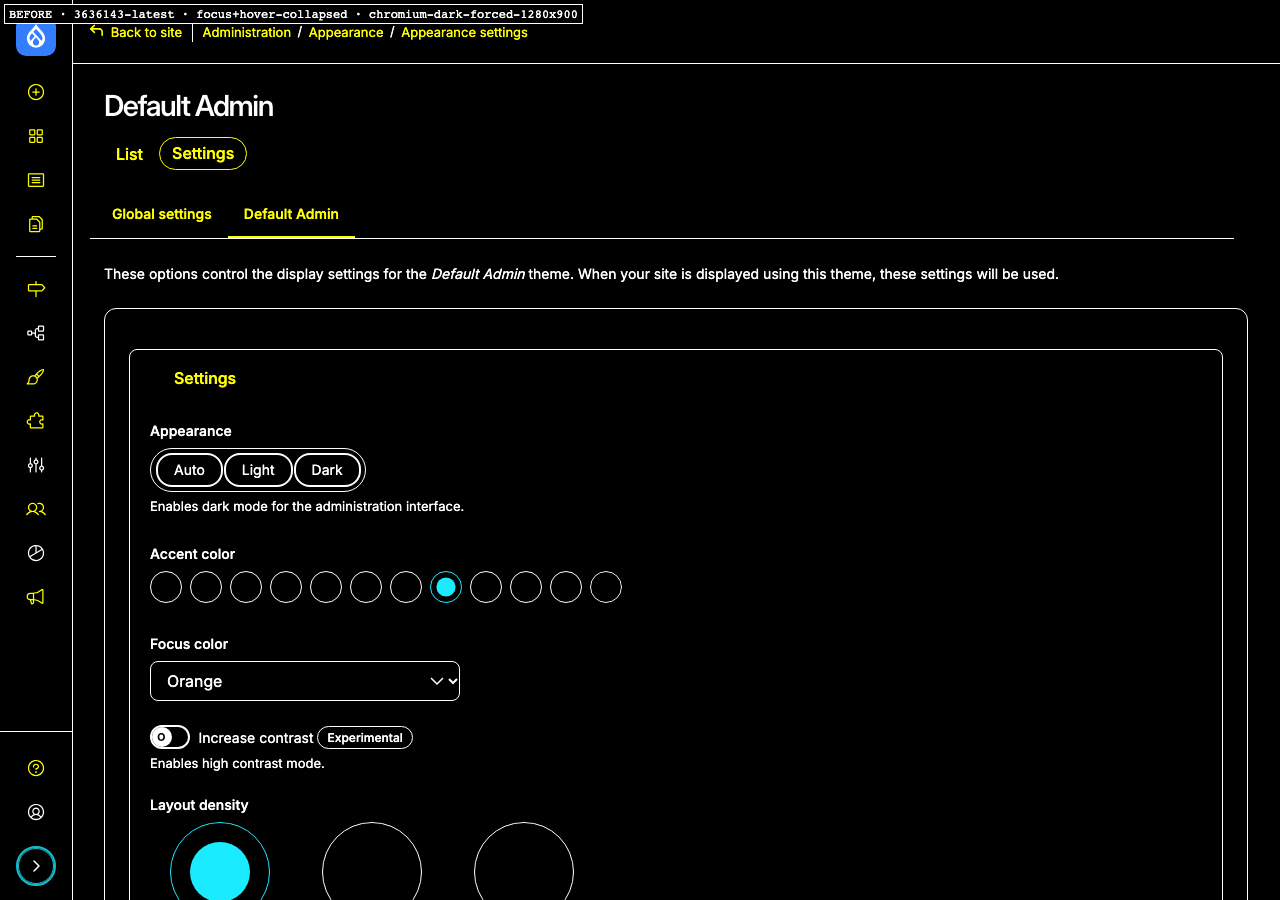 BEFORE · 3636143-latest · focus+hover-collapsed · chromium-dark-forced-1280x900
Back to site Administration / Appearance / Appearance settings
Default Admin
List Settings
Global settings Default Admin
These options control the display settings for the Default Admin theme. When your site is displayed using this theme, these settings will be used.
Settings
Appearance
Auto Light Dark
Enables dark mode for the administration interface.
Accent color
Focus color
Orange
Increase contrast Experimental
Enables high contrast mode.
Layout density